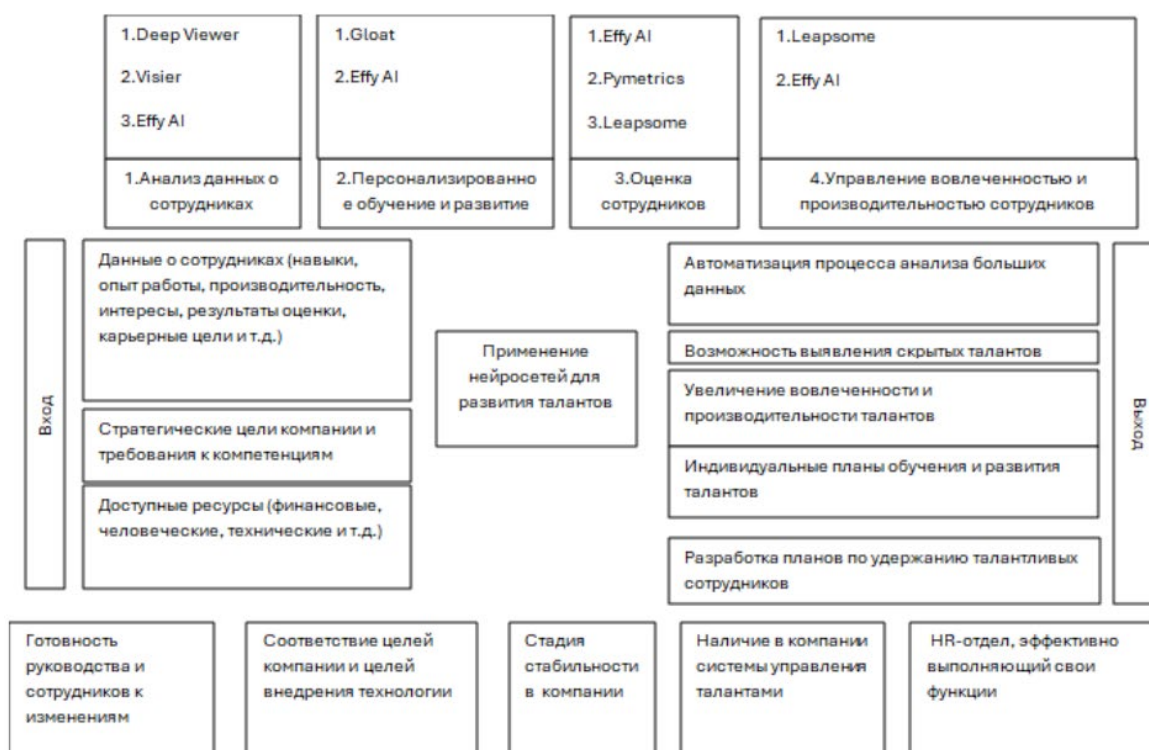 1.Deep Viewer
2.Visier
3.Effy AI
1.Gloat
2.Effy AI
1.Effy AI
2.Pymetrics
3.Leapsome
1.Leapsome
2.Effy AI
1.Анализ данных о
сотрудниках
2.Персонализированно
е обучение и развитие
3.Оценка
сотрудников
4.Управление вовлеченностью и
производительностью сотрудников
Вход
Данные о сотрудниках (навыки,
опыт работы, производительность,
интересы, результаты оценки,
карьерные цели и т.д.)
Стратегические цели компании и
требования к компетенциям
Доступные ресурсы (финансовые,
человеческие, технические и т.д.)
Применение
нейросетей для
развития талантов
Автоматизация процесса анализа больших
данных
Возможность выявления скрытых талантов
Увеличение вовлеченности и
производительности талантов
Индивидуальные планы обучения и развития
талантов
Разработка планов по удержанию талантливых
сотрудников
Выход
Готовность
руководства и
сотрудников к
изменениям
Соответствие целей
компании и целей
внедрения технологии
Стадия
стабильности
в компании
Наличие в компании
системы управления
талантами
HR-отдел, эффективно
выполняющий свои
функции